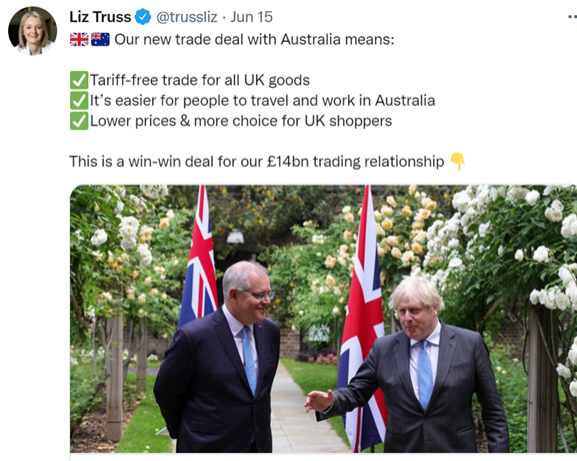 Liz Truss @trussliz · Jun 15
🇬🇧🇦🇺 Our new trade deal with Australia means:
✅Tariff-free trade for all UK goods
✅It's easier for people to travel and work in Australia
✅Lower prices & more choice for UK shoppers
This is a win-win deal for our £14bn trading relationship 👇